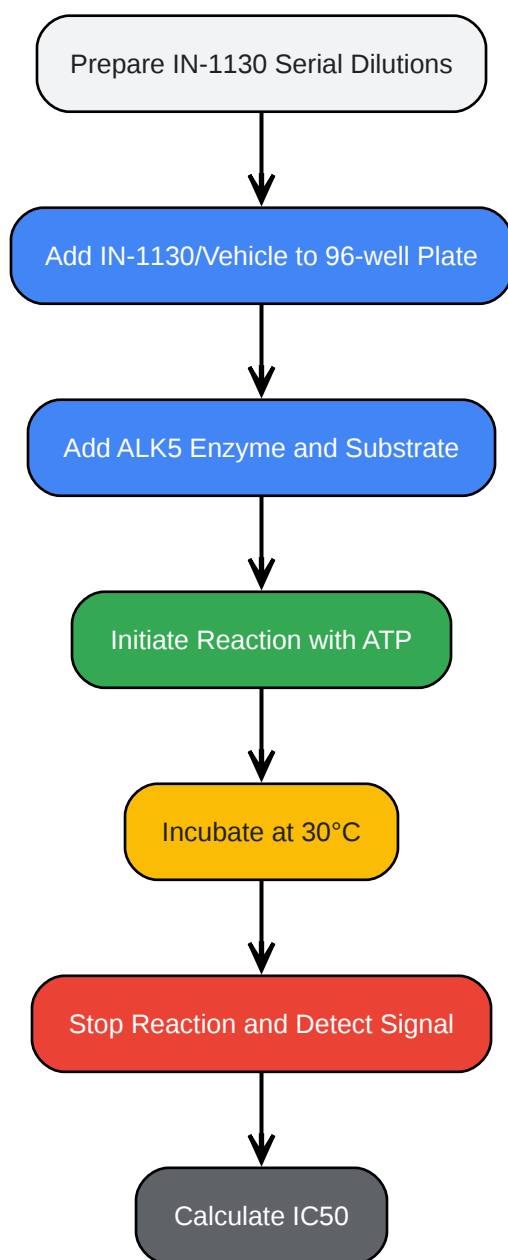 Prepare IN-1130 Serial Dilutions
Add IN-1130/Vehicle to 96-well Plate
Add ALK5 Enzyme and Substrate
Initiate Reaction with ATP
Incubate at 30°C
Stop Reaction and Detect Signal
Calculate IC50